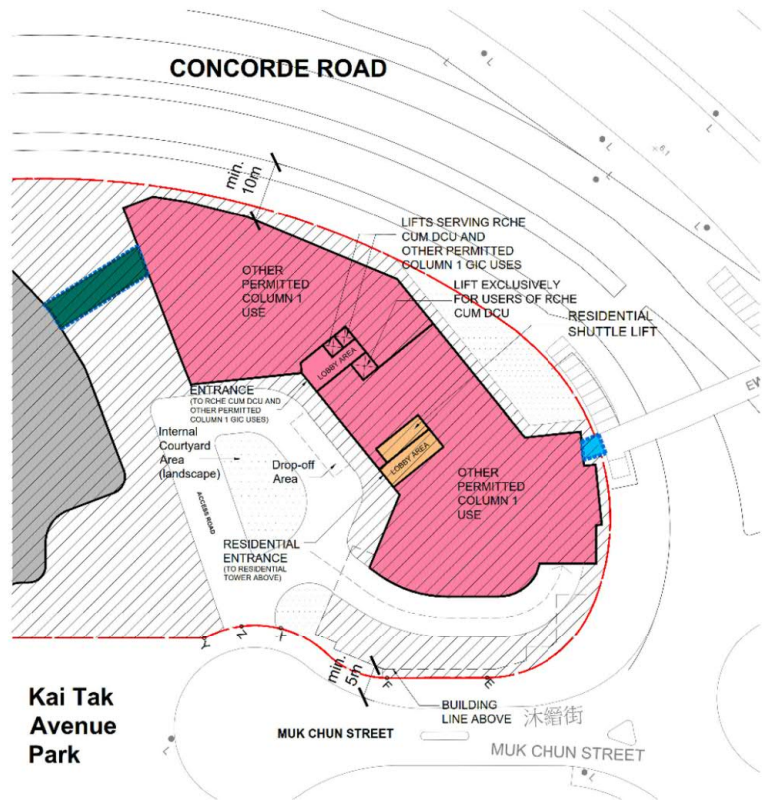 CONCORDE ROAD
min.
10m
LIFTS SERVING RCHE
CUM DCU AND
OTHER PERMITTED
COLUMN 1 GIC USES
LIFT EXCLUSIVELY
FOR USERS OF RCHE
CUM DCU
RESIDENTIAL
SHUTTLE LIFT
OTHER
PERMITTED
COLUMN 1
USE
LOBBY AREA
ENTRANCE
(TO RCHE CUM DCU AND
OTHER PERMITTED
COLUMN 1 GIC USES)
Internal
Courtyard
Area
(landscape)
Drop-off
Area
LOBBY AREA
OTHER
PERMITTED
COLUMN 1
USE
ACCESS ROAD
RESIDENTIAL
ENTRANCE
(TO RESIDENTIAL
TOWER ABOVE)
Y
Z
X
min.
5m
F
E
BUILDING
LINE ABOVE
Kai Tak
Avenue
Park
MUK CHUN STREET
沐縉街
MUK CHUN STREET
L
L
L
L
L
L
L
L